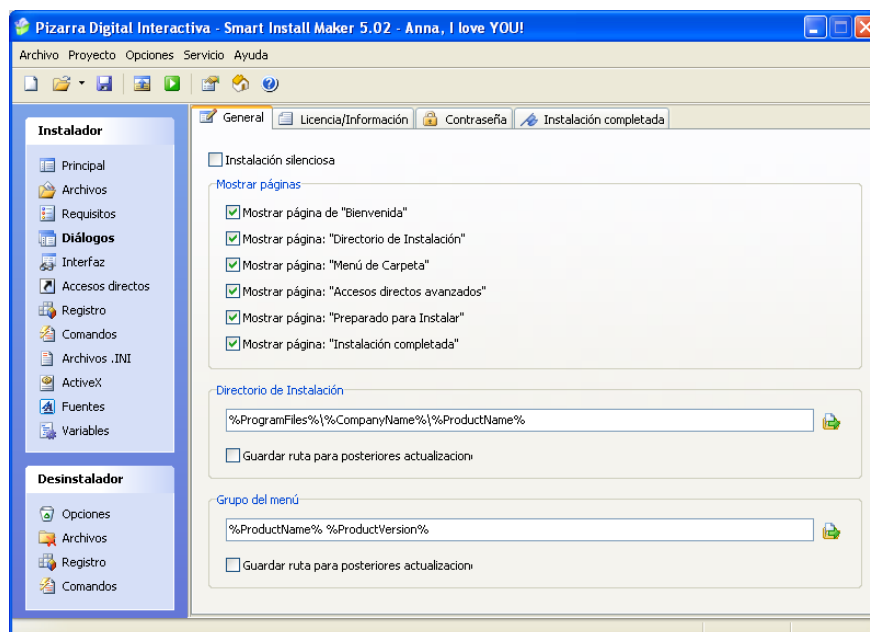 Pizarra Digital Interactiva - Smart Install Maker 5.02 - Anna, I love YOU!
Archivo Proyecto Opciones Servicio Ayuda
Instalador
Principal
Archivos
Requisitos
Diálogos
Interfaz
Accesos directos
Registro
Comandos
Archivos .INI
ActiveX
Fuentes
Variables
Desinstalador
Opciones
Archivos
Registro
Comandos
General Licencia/Información Contraseña Instalación completada
Instalación silenciosa
Mostrar páginas
Mostrar página de "Bienvenida"
Mostrar página: "Directorio de Instalación"
Mostrar página: "Menú de Carpeta"
Mostrar página: "Accesos directos avanzados"
Mostrar página: "Preparado para Instalar"
Mostrar página: "Instalación completada"
Directorio de Instalación
%ProgramFiles%\%CompanyName%\%ProductName%
Guardar ruta para posteriores actualizacion
Grupo del menú
%ProductName% %ProductVersion%
Guardar ruta para posteriores actualizacion